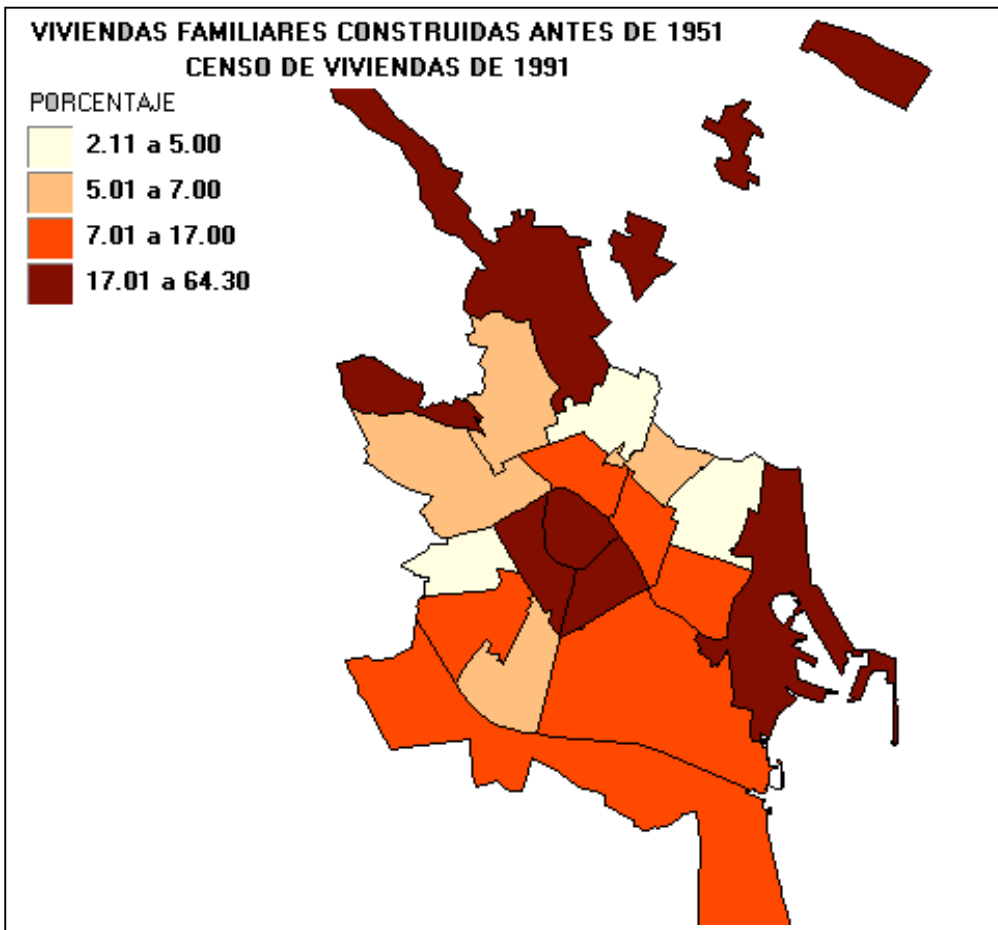 VIVIENDAS FAMILIARES CONSTRUIDAS ANTES DE 1951
CENSO DE VIVIENDAS DE 1991
PORCENTAJE
2.11 a 5.00
5.01 a 7.00
7.01 a 17.00
17.01 a 64.30